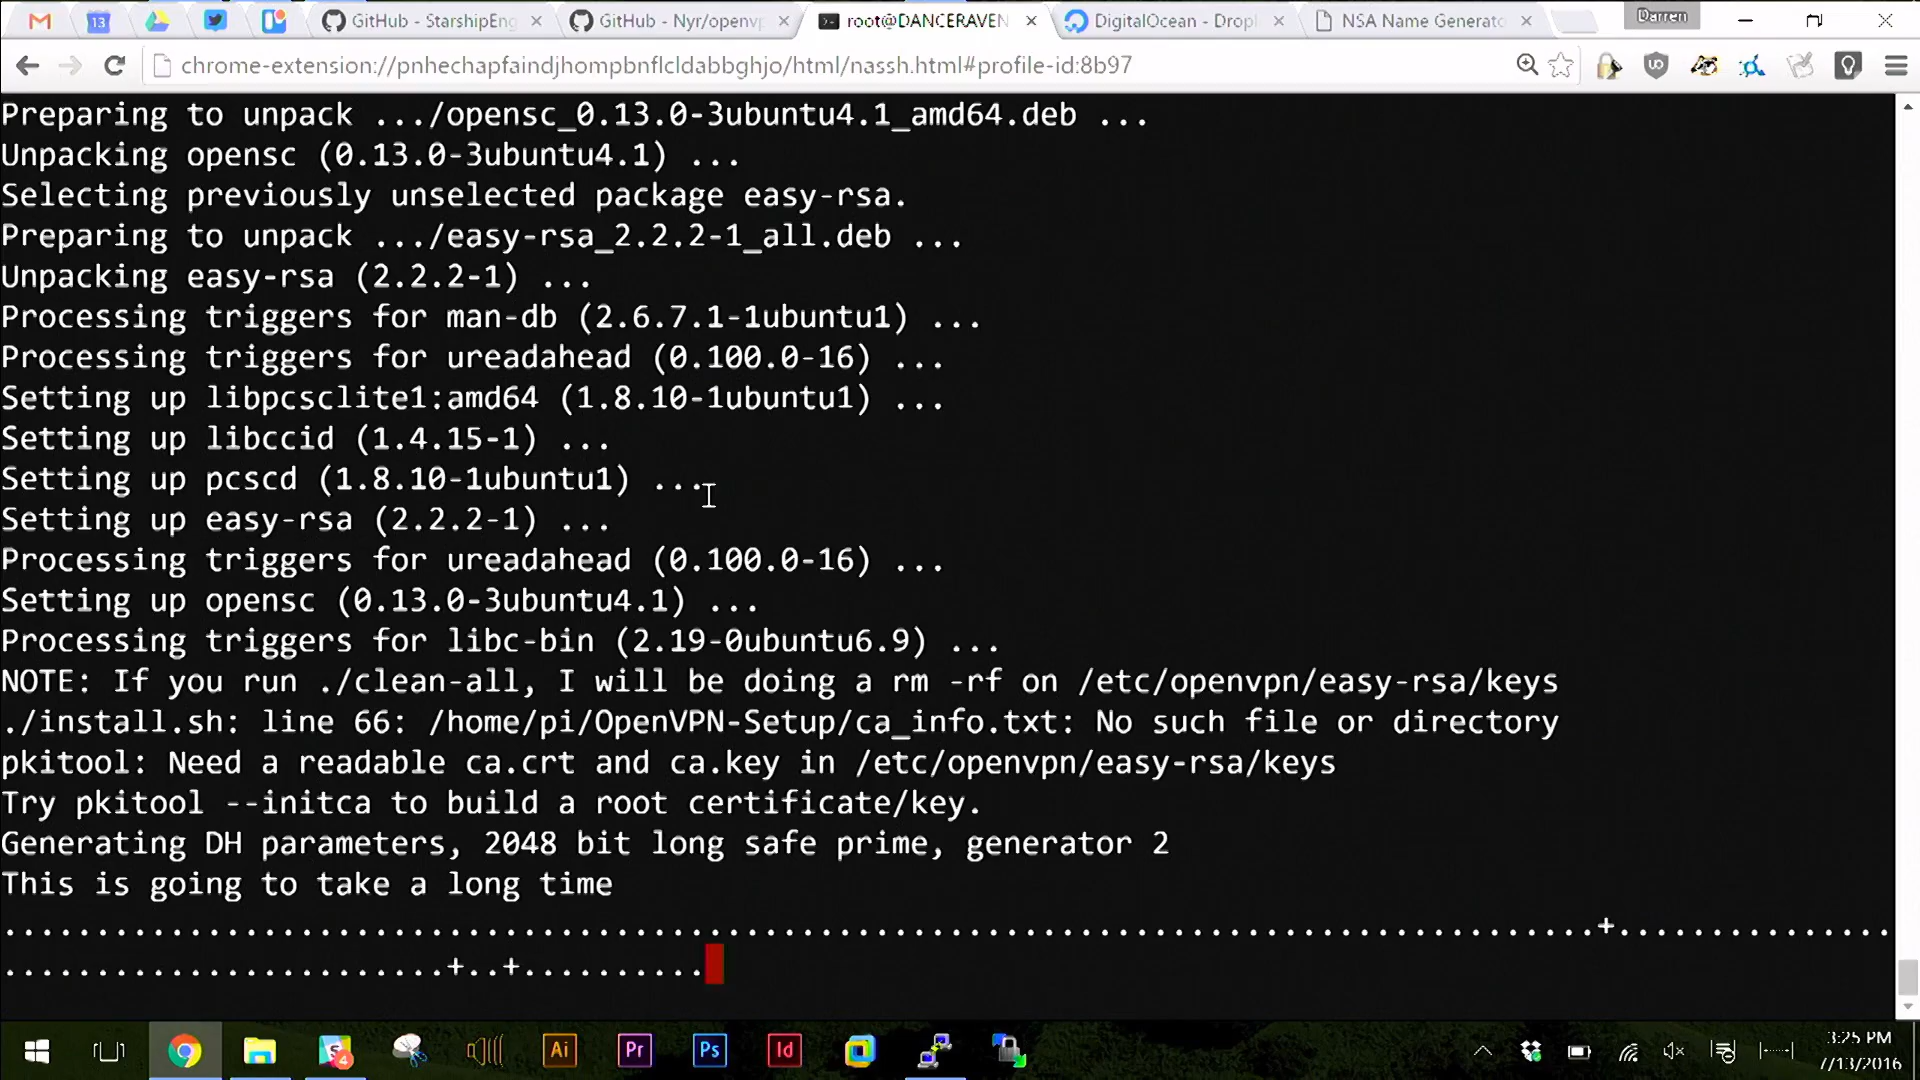 GitHub - StarshipEng
GitHub - Nyr/openvp
root@DANCERAVEN
DigitalOcean - Dropl
NSA Name Generato
Darren
chrome-extension://pnhechapfaindjhompbnflcldabbghjo/html/nassh.html#profile-id:8b97
Preparing to unpack .../opensc_0.13.0-3ubuntu4.1_amd64.deb ...
Unpacking opensc (0.13.0-3ubuntu4.1) ...
Selecting previously unselected package easy-rsa.
Preparing to unpack .../easy-rsa_2.2.2-1_all.deb ...
Unpacking easy-rsa (2.2.2-1) ...
Processing triggers for man-db (2.6.7.1-1ubuntu1) ...
Processing triggers for ureadahead (0.100.0-16) ...
Setting up libpcsclite1:amd64 (1.8.10-1ubuntu1) ...
Setting up libccid (1.4.15-1) ...
Setting up pcscd (1.8.10-1ubuntu1) ...
Setting up easy-rsa (2.2.2-1) ...
Processing triggers for ureadahead (0.100.0-16) ...
Setting up opensc (0.13.0-3ubuntu4.1) ...
Processing triggers for libc-bin (2.19-0ubuntu6.9) ...
NOTE: If you run ./clean-all, I will be doing a rm -rf on /etc/openvpn/easy-rsa/keys
./install.sh: line 66: /home/pi/OpenVPN-Setup/ca_info.txt: No such file or directory
pkitool: Need a readable ca.crt and ca.key in /etc/openvpn/easy-rsa/keys
Try pkitool --initca to build a root certificate/key.
Generating DH parameters, 2048 bit long safe prime, generator 2
This is going to take a long time
......................................................................................+...............
........................+..+..........
Ai
Pr
Ps
Id
3:25 PM
7/13/2016